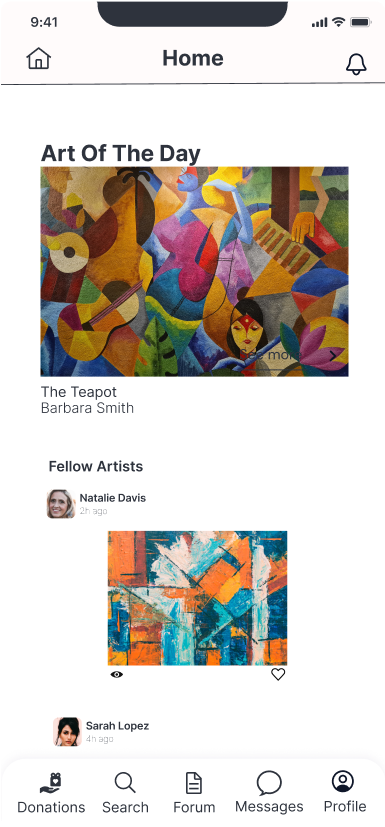 9:41
Home
Art Of The Day
See more
The Teapot
Barbara Smith
Fellow Artists
Natalie Davis
2h ago
Sarah Lopez
4h ago
Donations Search Forum Messages Profile